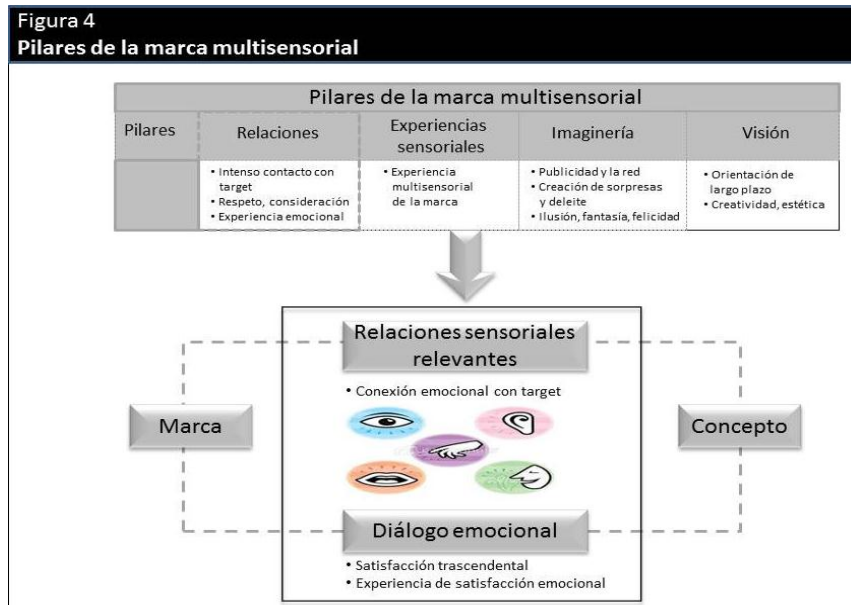 Figura 4
Pilares de la marca multisensorial
Pilares de la marca multisensorial
Pilares
Relaciones
Experiencias
sensoriales
Imaginería
Visión
• Intenso contacto con
target
• Respeto, consideración
• Experiencia emocional
• Experiencia
multisensorial
de la marca
• Publicidad y la red
• Creación de sorpresas
y deleite
• Ilusión, fantasía, felicidad
• Orientación de
largo plazo
• Creatividad, estética
Relaciones sensoriales
relevantes
• Conexión emocional con target
Marca
Concepto
Diálogo emocional
• Satisfacción trascendental
• Experiencia de satisfacción emocional